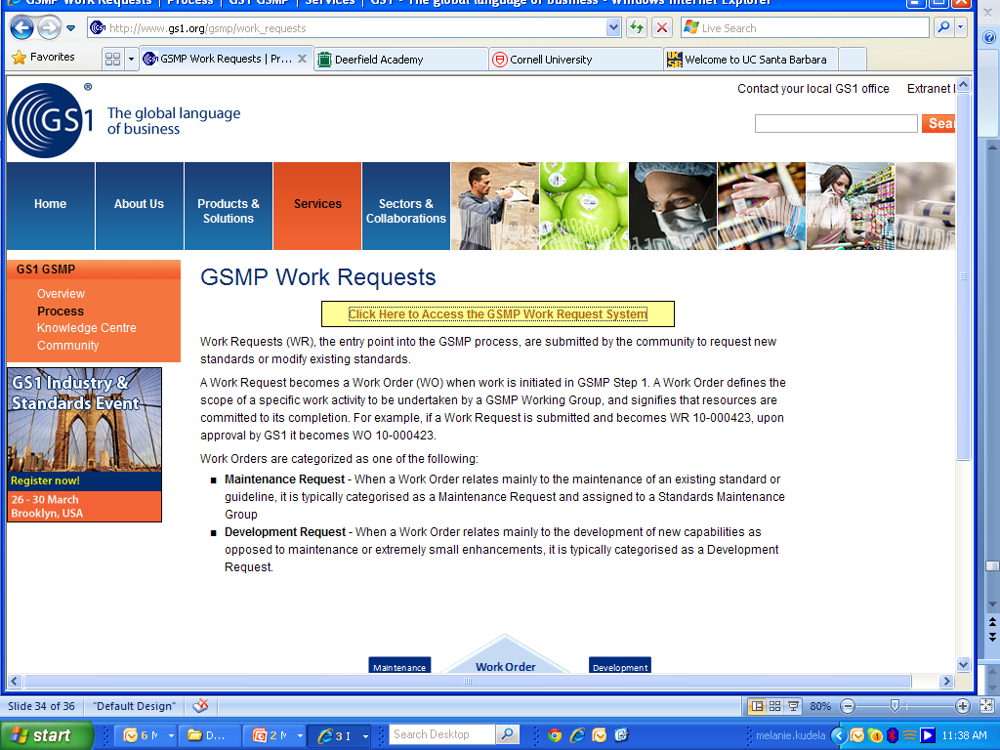 GSMP Work Requests | Process | GS1 GSMP | Services | GS1 - The global language of business - Windows Internet Explorer
http://www.gs1.org/gsmp/work_requests
Live Search
Favorites
GSMP Work Requests | Pr...
Deerfield Academy
Cornell University
Welcome to UC Santa Barbara
Contact your local GS1 office
Extranet
GS1
®
The global language
of business
Sear
Home
About Us
Products &
Solutions
Services
Sectors &
Collaborations
GS1 GSMP
Overview
Process
Knowledge Centre
Community
GS1 Industry &
Standards Event
Register now!
26 - 30 March
Brooklyn, USA
GSMP Work Requests
Click Here to Access the GSMP Work Request System
Work Requests (WR), the entry point into the GSMP process, are submitted by the community to request new
standards or modify existing standards.
A Work Request becomes a Work Order (WO) when work is initiated in GSMP Step 1. A Work Order defines the
scope of a specific work activity to be undertaken by a GSMP Working Group, and signifies that resources are
committed to its completion. For example, if a Work Request is submitted and becomes WR 10-000423, upon
approval by GS1 it becomes WO 10-000423.
Work Orders are categorized as one of the following:
Maintenance Request - When a Work Order relates mainly to the maintenance of an existing standard or
guideline, it is typically categorised as a Maintenance Request and assigned to a Standards Maintenance
Group
Development Request - When a Work Order relates mainly to the development of new capabilities as
opposed to maintenance or extremely small enhancements, it is typically categorised as a Development
Request.
Maintenance
Work Order
Development
Slide 34 of 36
"Default Design"
80%
start
6 M
D...
2 M
3 I
Search Desktop
melanie.kudela
11:38 AM